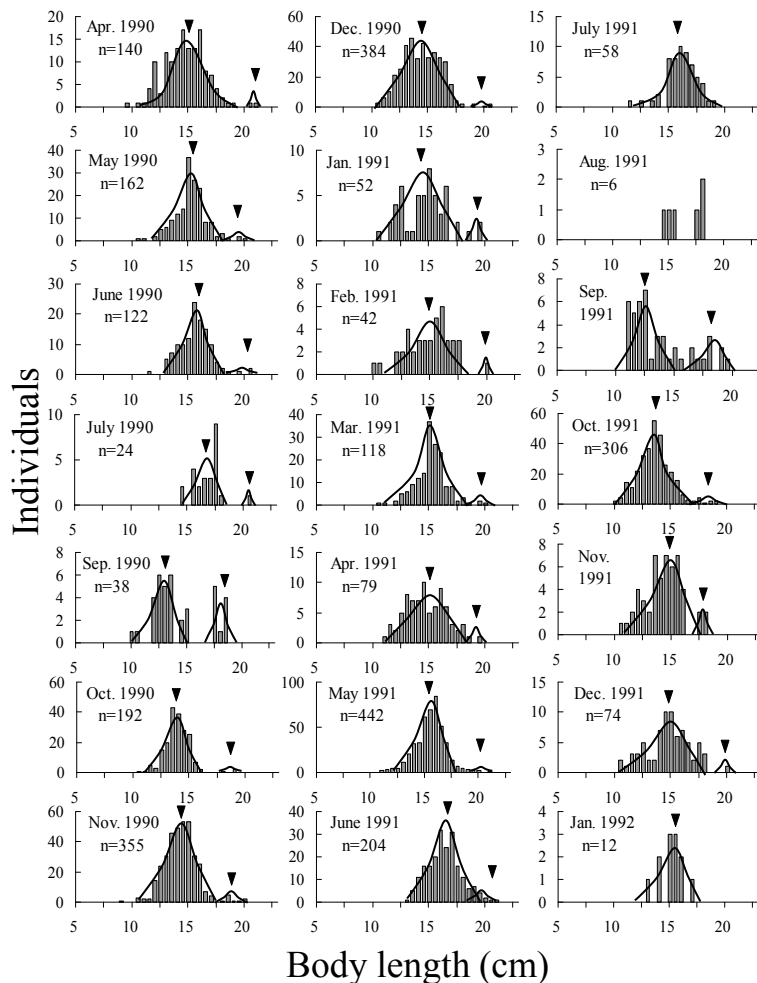 Individuals
Apr. 1990
n=140
20
15
10
5
0
5 10 15 20
May 1990
n=162
40
30
20
10
0
5 10 15 20
June 1990
n=122
30
20
10
0
5 10 15 20
July 1990
n=24
10
5
0
5 10 15 20
Sep. 1990
n=38
8
6
4
2
0
5 10 15 20
Oct. 1990
n=192
60
40
20
0
5 10 15 20
Nov. 1990
n=355
60
40
20
0
5 10 15 20
Dec. 1990
n=384
60
40
20
0
5 10 15 20
Jan. 1991
n=52
10
5
0
5 10 15 20
Feb. 1991
n=42
8
6
4
2
0
5 10 15 20
Mar. 1991
n=118
40
30
20
10
0
5 10 15 20
Apr. 1991
n=79
15
10
5
0
5 10 15 20
May 1991
n=442
100
50
0
5 10 15 20
June 1991
n=204
40
30
20
10
0
5 10 15 20
July 1991
n=58
15
10
5
0
5 10 15 20
Aug. 1991
n=6
3
2
1
0
5 10 15 20
Sep.
1991
8
6
4
2
0
5 10 15 20
Oct. 1991
n=306
60
40
20
0
5 10 15 20
Nov.
1991
8
6
4
2
0
5 10 15 20
Dec. 1991
n=74
15
10
5
0
5 10 15 20
Jan. 1992
n=12
4
3
2
1
0
5 10 15 20
Body length (cm)